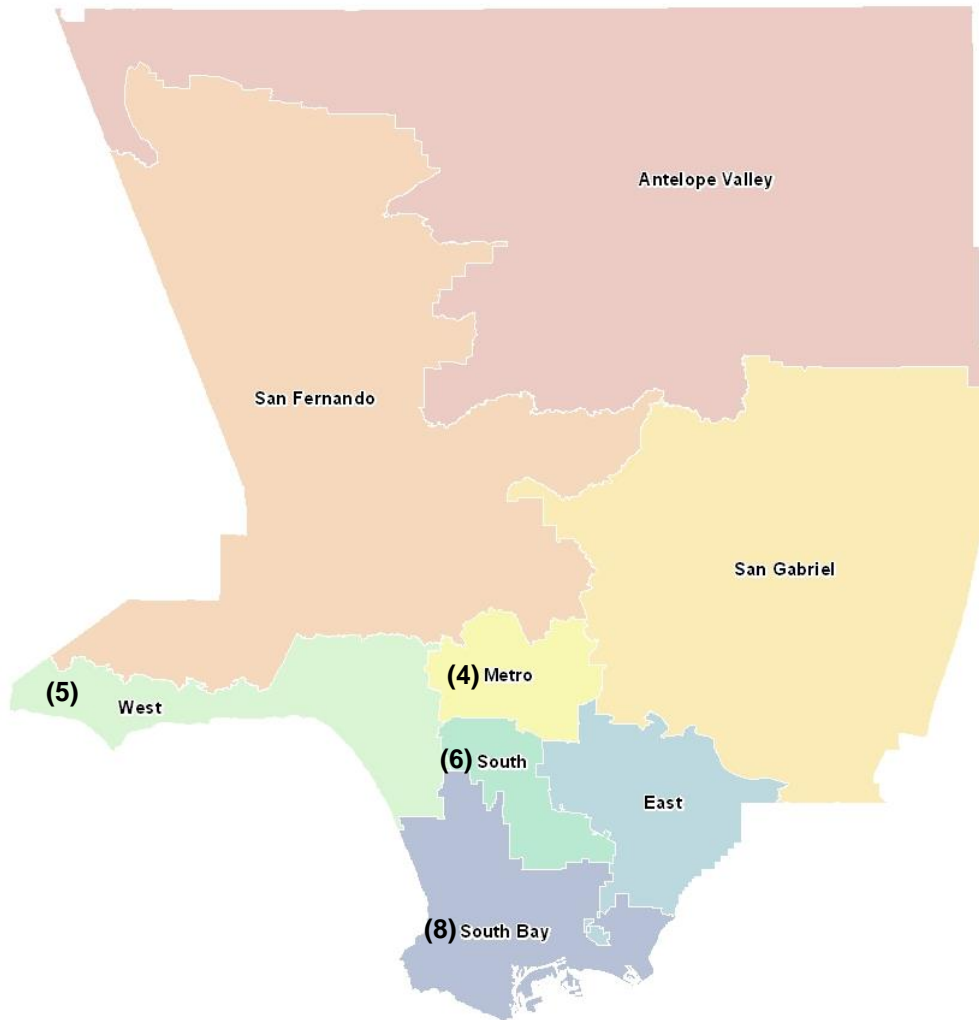 Antelope Valley
San Fernando
San Gabriel
(4) Metro
(5)
West
(6) South
East
(8) South Bay